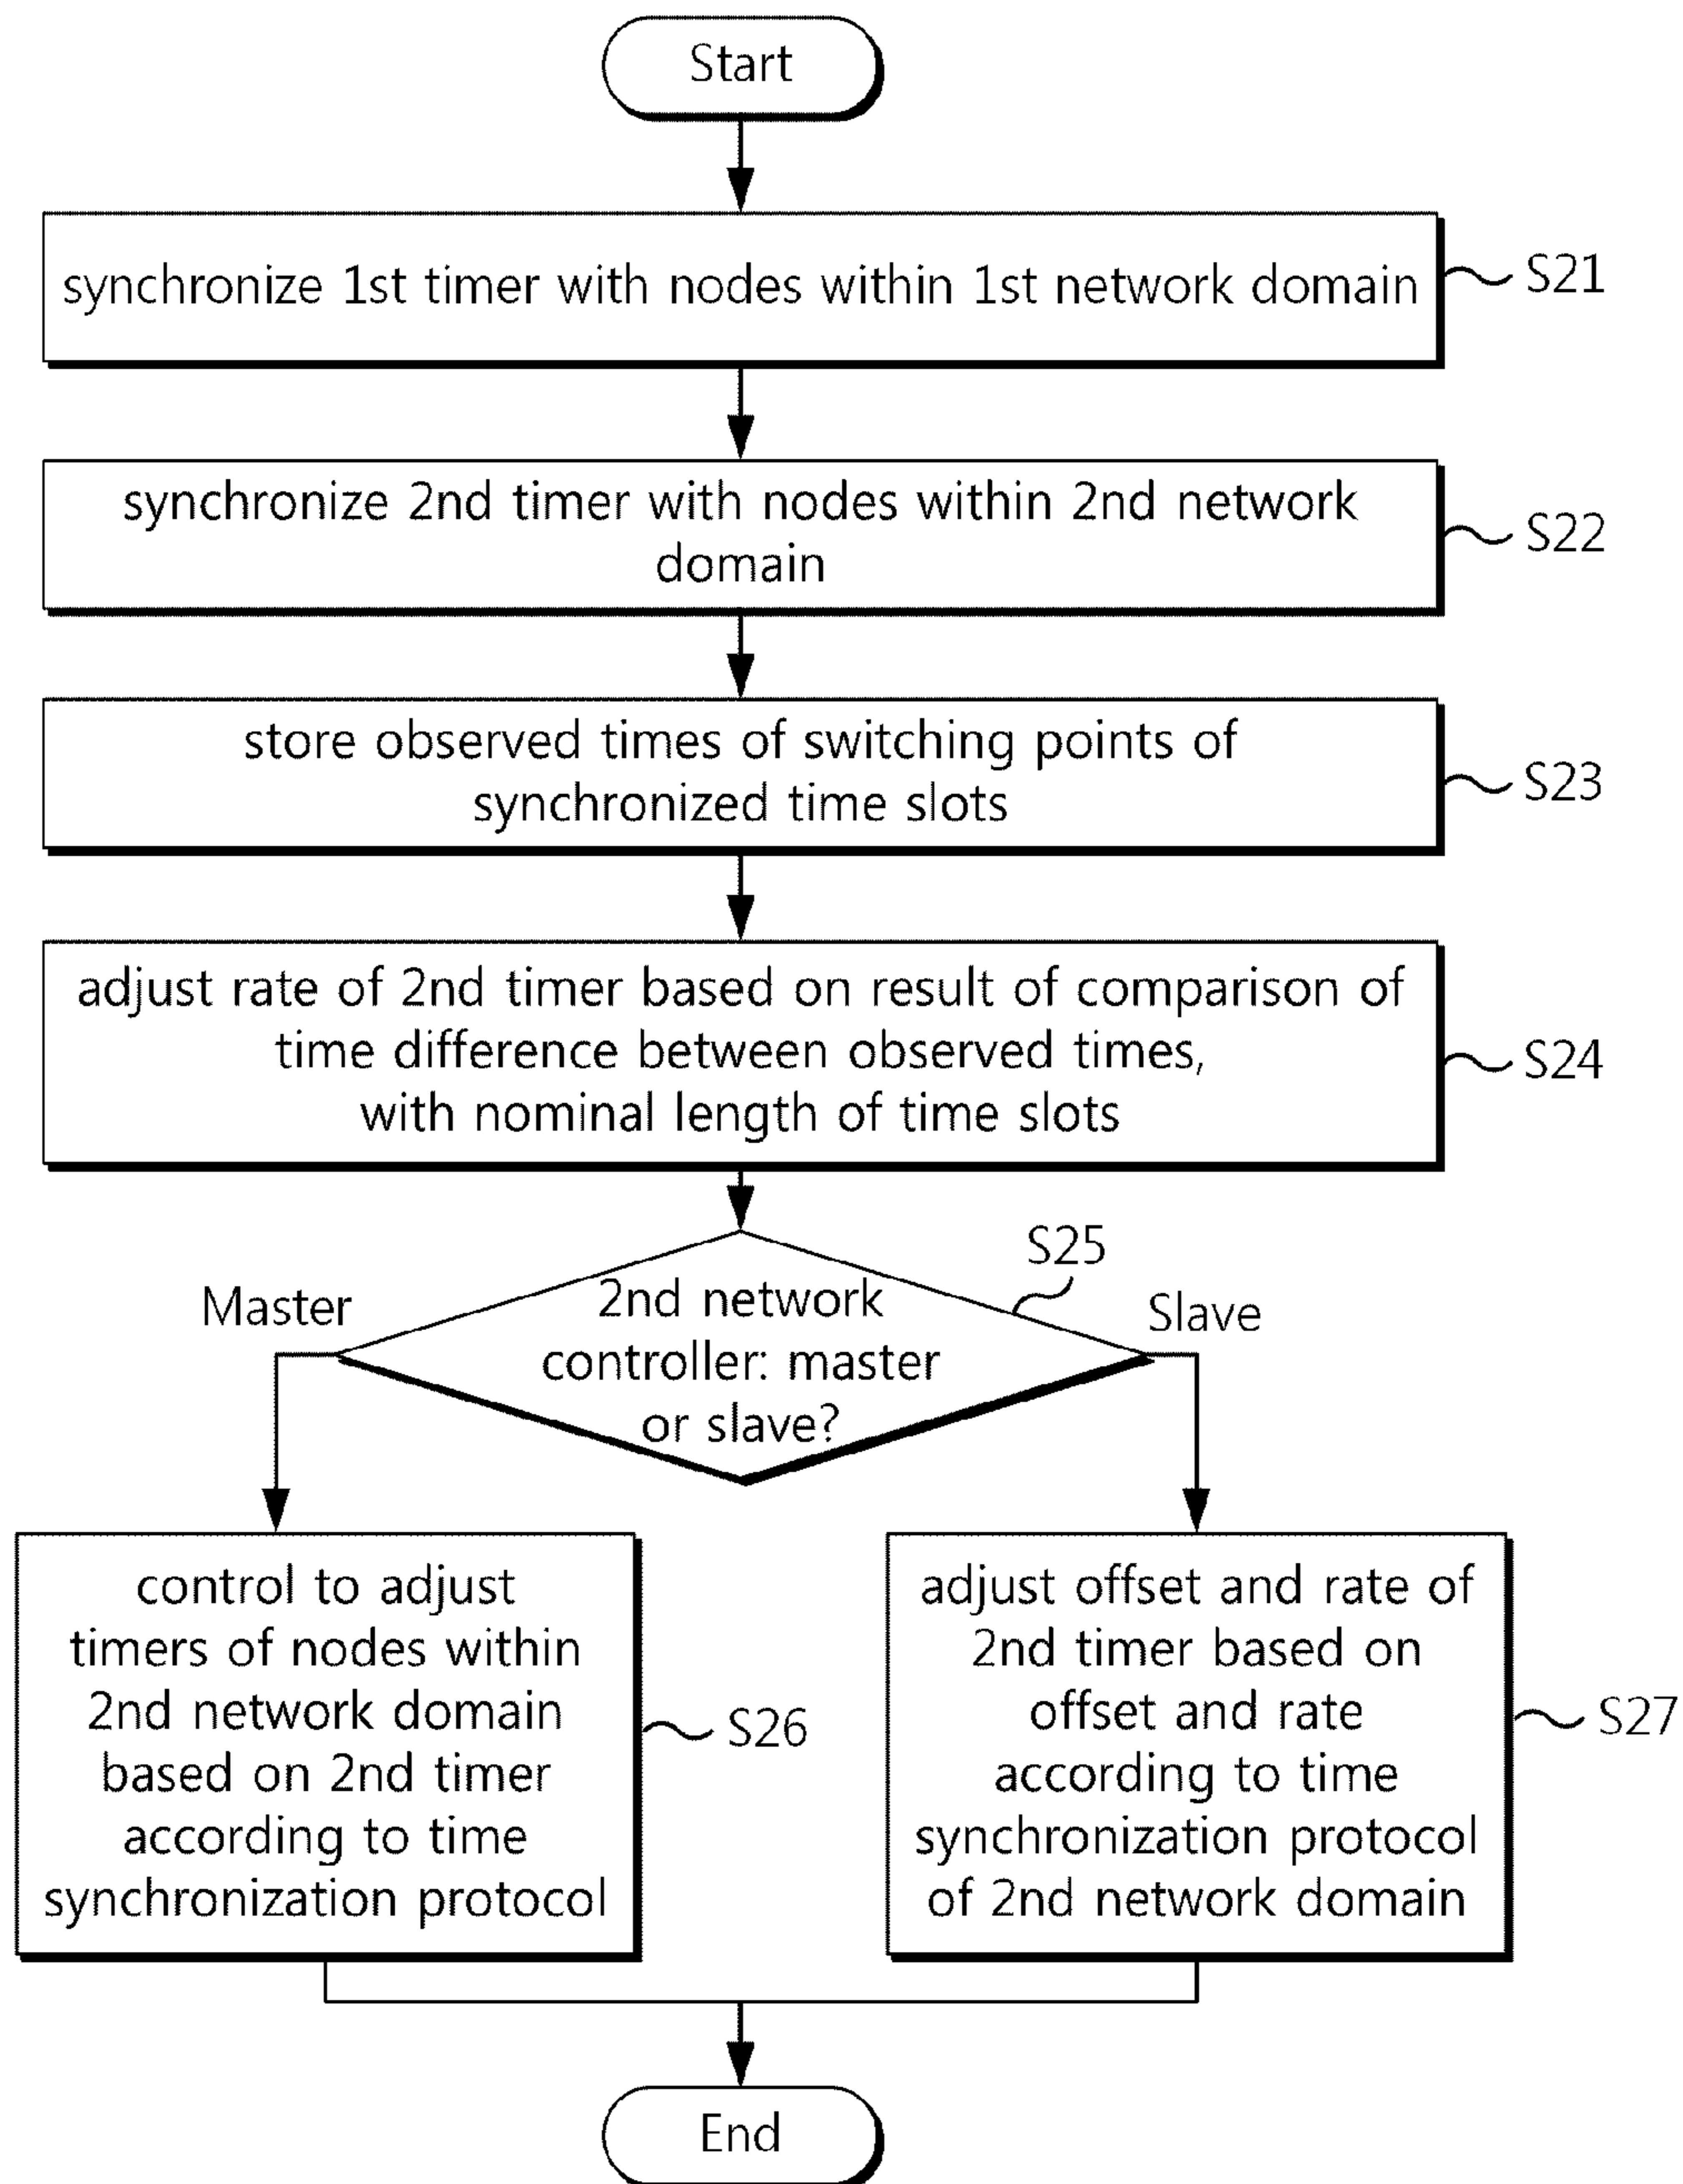 Start
synchronize 1st timer with nodes within 1st network domain
S21
synchronize 2nd timer with nodes within 2nd network
domain
S22
store observed times of switching points of
synchronized time slots
S23
adjust rate of 2nd timer based on result of comparison of
time difference between observed times,
with nominal length of time slots
S24
S25
Master
2nd network
controller: master
or slave?
Slave
control to adjust
timers of nodes within
2nd network domain
based on 2nd timer
according to time
synchronization protocol
S26
adjust offset and rate of
2nd timer based on
offset and rate
according to time
synchronization protocol
of 2nd network domain
S27
End